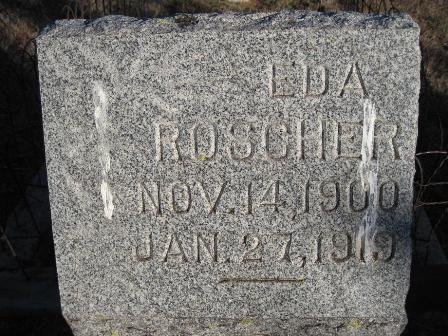 EDA
ROSCHER
NOV. 14, 1900
JAN. 27, 1919